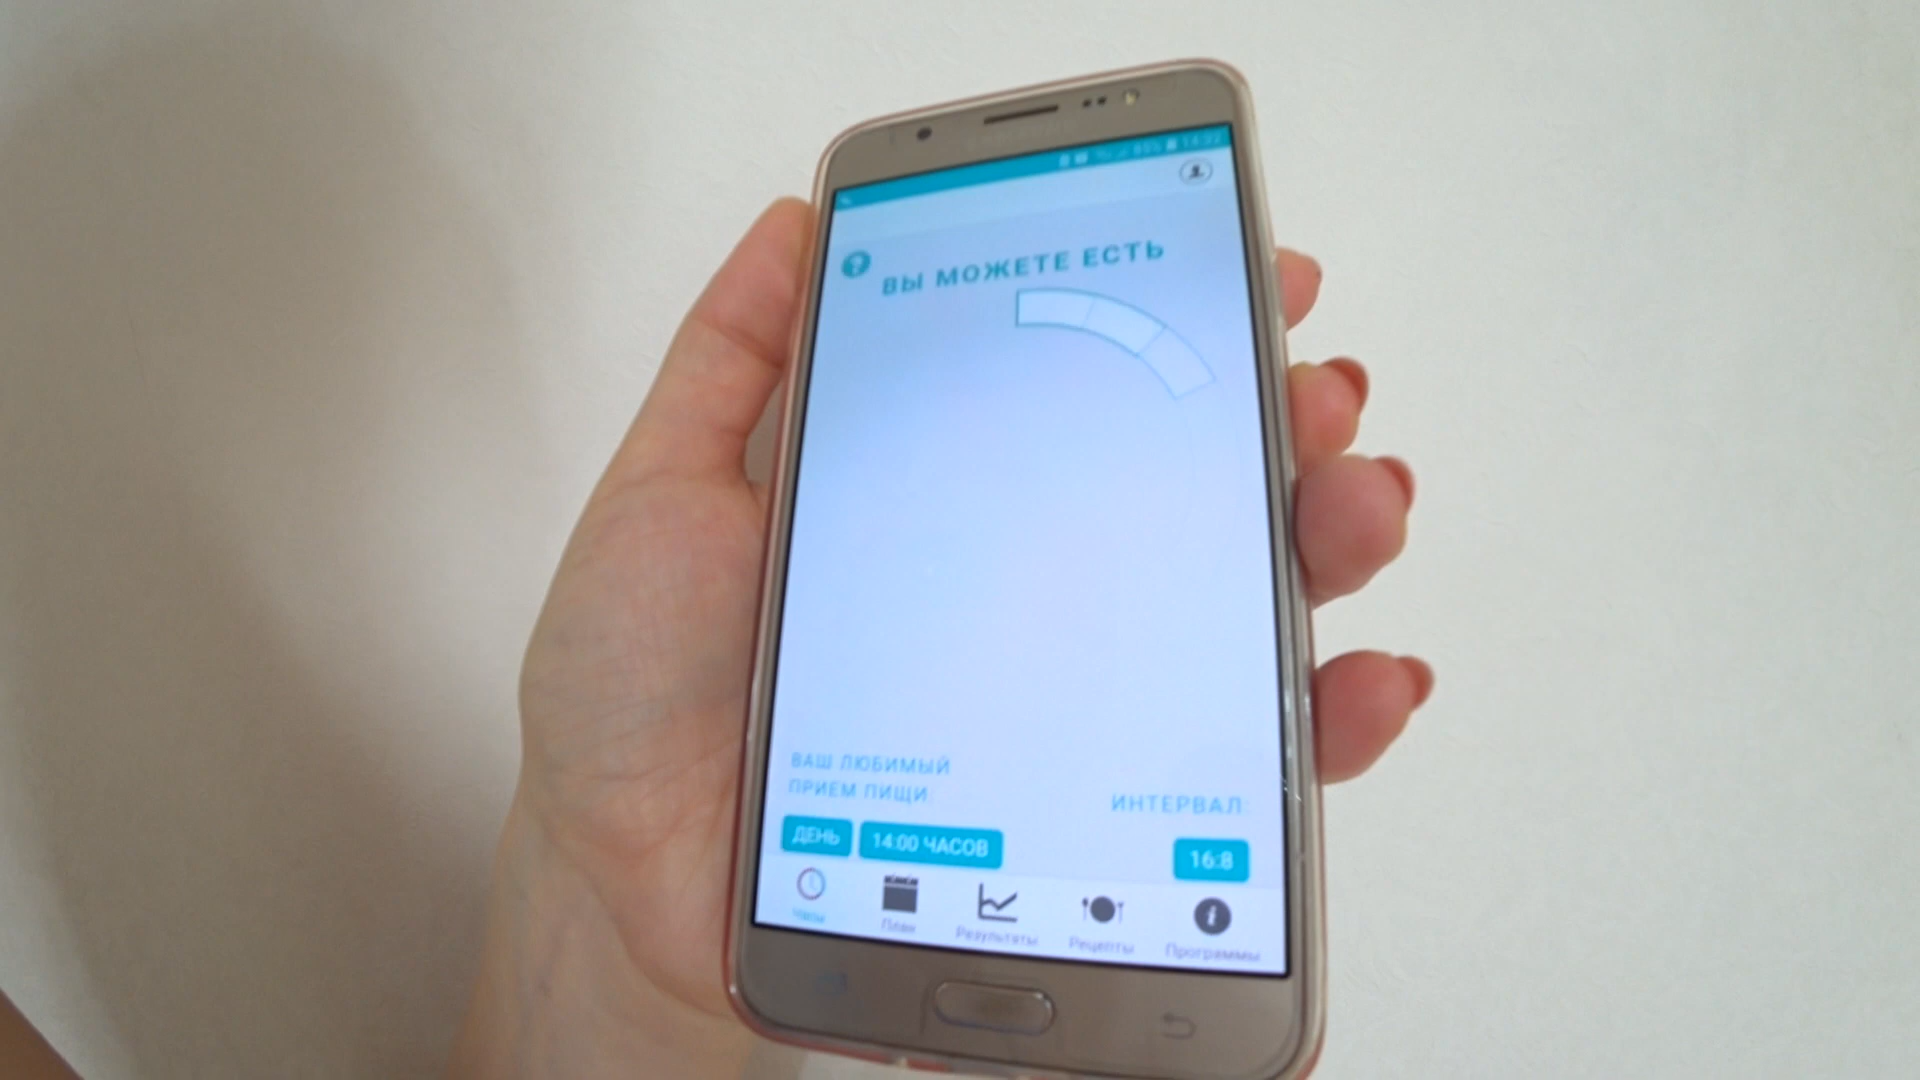 ВЫ МОЖЕТЕ ЕСТЬ
ВАШ ЛЮБИМЫЙ
ПРИЕМ ПИЩИ
ИНТЕРВАЛ:
ДЕНЬ
14:00 ЧАСОВ
16:8
Часы
План
Результаты
Рецепты
Программы